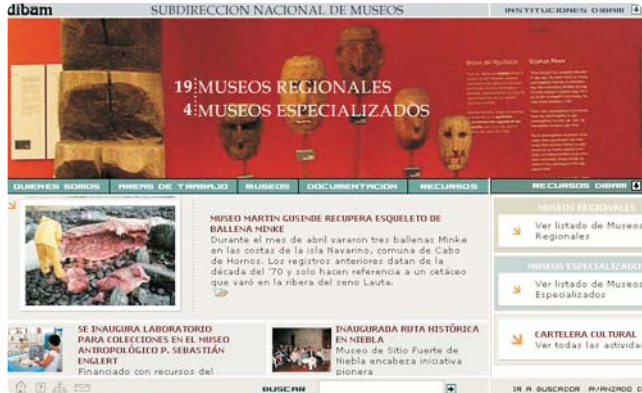 dibam
SUBDIRECCION NACIONAL DE MUSEOS
INSTITUCIONES DIBAM
19 MUSEOS REGIONALES
4 MUSEOS ESPECIALIZADOS
QUIENES SOMOS
AREAS DE TRABAJO
MUSEOS
DOCUMENTACION
RECURSOS
RECURSOS DIBAM
MUSEO MARTIN GUSINDE RECUPERA ESQUELETO DE
BALLENA MINKE
Durante el mes de abril vararon tres ballenas Minke
en las costas de la isla Navarino, comuna de Cabo
de Hornos. Los registros anteriores datan de la
década del '70 y solo hacen referencia a un cetáceo
que varó en la ribera del seno Lauta.
MUSEOS REGIONALES
Ver listado de Museos
Regionales
MUSEOS ESPECIALIZADO
Ver listado de Museos
Especializados
CARTELERA CULTURAL
Ver todas las activida
SE INAUGURA LABORATORIO
PARA COLECCIONES EN EL MUSEO
ANTROPOLÓGICO P. SEBASTIÁN
ENGLERT
Financiado con recursos del
INAUGURADA RUTA HISTÓRICA
EN NIEBLA
Museo de Sitio Fuerte de
Niebla encabeza iniciativa
pionera
BUSCAR
IR A BUSCADOR AVANZADO D